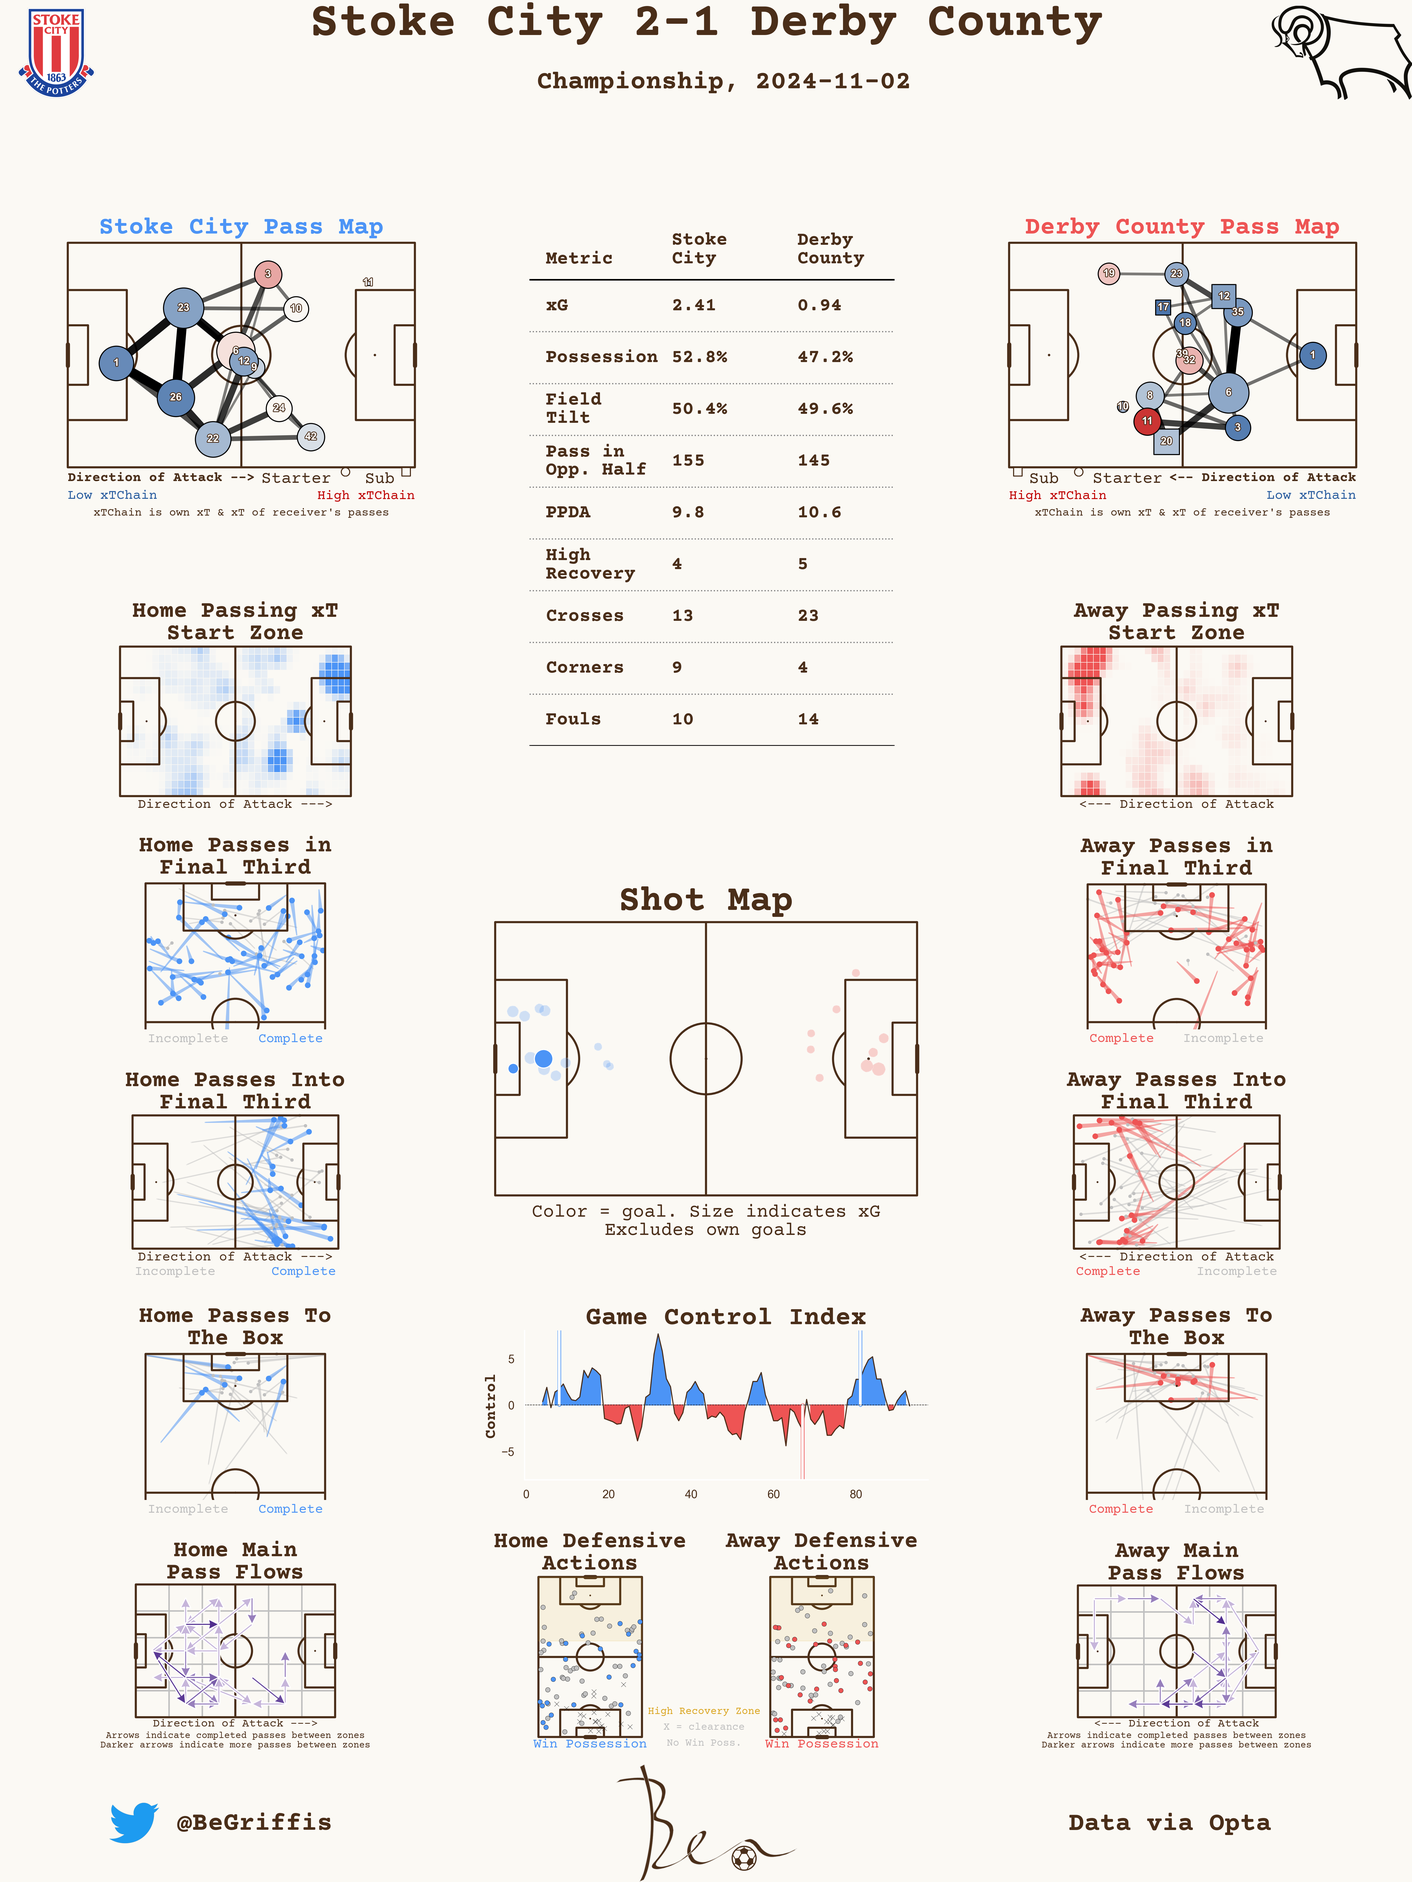 Stoke City 2-1 Derby County
Championship, 2024-11-02
STOKE
CITY
1863
THE POTTERS
Stoke City Pass Map
3
11
23
10
6
1
12
9
26
24
22
42
Direction of Attack --> Starter Sub
Low xTChain High xTChain
xTChain is own xT & xT of receiver's passes
Metric Stoke City Derby County
xG 2.41 0.94
Possession 52.8% 47.2%
Field Tilt 50.4% 49.6%
Pass in Opp. Half 155 145
PPDA 9.8 10.6
High Recovery 4 5
Crosses 13 23
Corners 9 4
Fouls 10 14
Derby County Pass Map
19
23
12
17
35
18
39
32
1
6
8
10
11
3
20
Sub Starter <-- Direction of Attack
High xTChain Low xTChain
xTChain is own xT & xT of receiver's passes
Home Passing xT
Start Zone
Direction of Attack --->
Away Passing xT
Start Zone
<--- Direction of Attack
Home Passes in
Final Third
Incomplete Complete
Away Passes in
Final Third
Complete Incomplete
Shot Map
Color = goal. Size indicates xG
Excludes own goals
Home Passes Into
Final Third
Direction of Attack --->
Incomplete Complete
Away Passes Into
Final Third
<--- Direction of Attack
Complete Incomplete
Home Passes To
The Box
Incomplete Complete
Game Control Index
Control
5
0
−5
0 20 40 60 80
Away Passes To
The Box
Complete Incomplete
Home Main
Pass Flows
Direction of Attack --->
Arrows indicate completed passes between zones
Darker arrows indicate more passes between zones
Home Defensive
Actions
Win Possession
High Recovery Zone
X = clearance
No Win Poss.
Away Defensive
Actions
Win Possession
Away Main
Pass Flows
<--- Direction of Attack
Arrows indicate completed passes between zones
Darker arrows indicate more passes between zones
@BeGriffis
Ben
Data via Opta